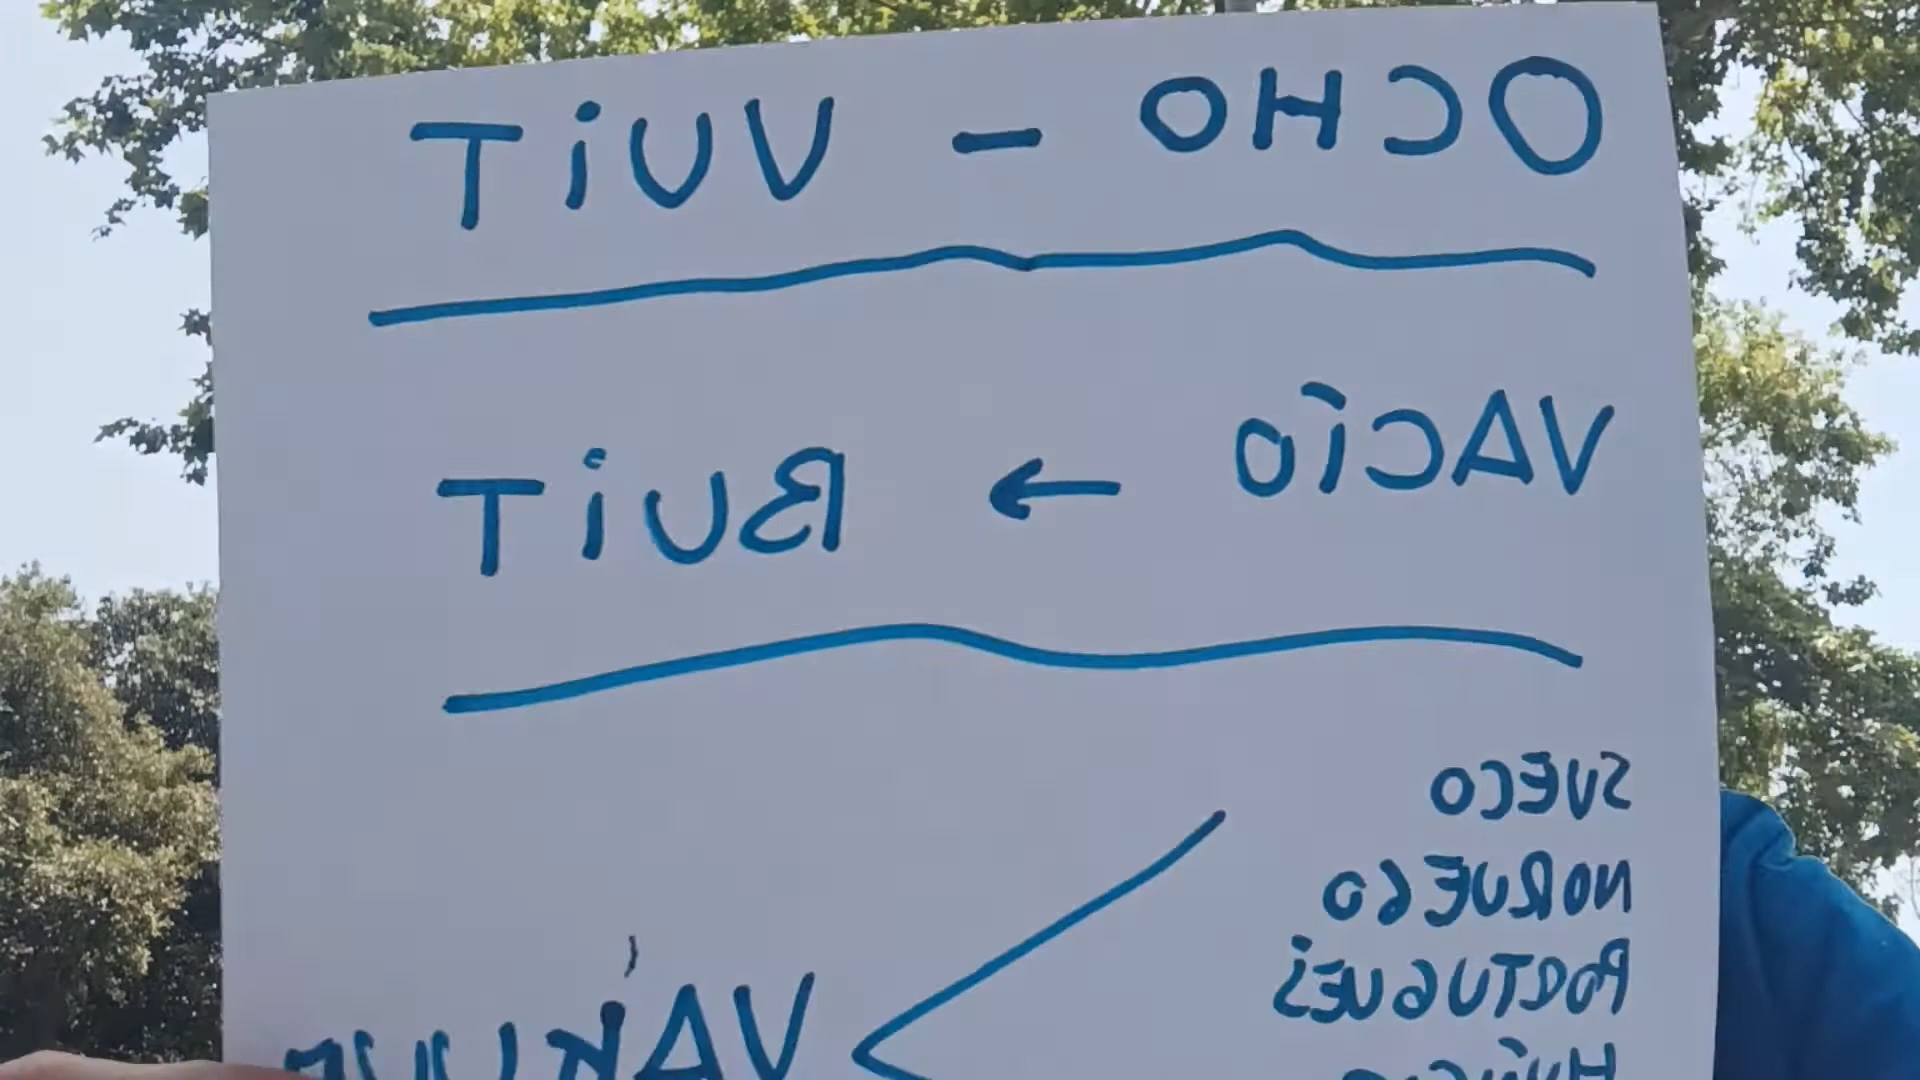 OCHO - VUiT
VACÍO → BUiT
SUECO
NORUEGO
PORTUGUÉS